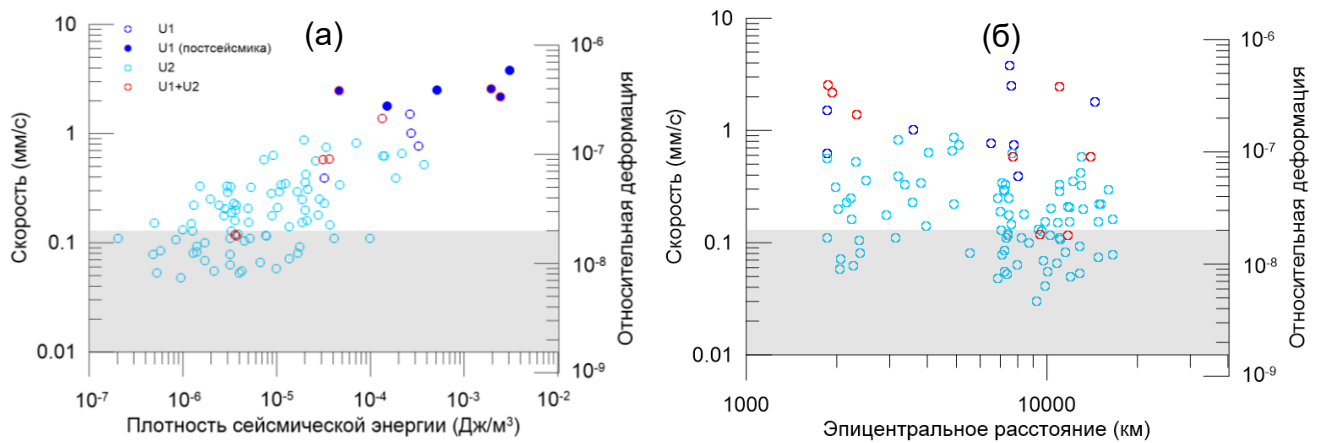 (а)
U1
U1 (постсейсмика)
U2
U1+U2
10
1
0.1
0.01
Скорость (мм/с)
10⁻⁶
10⁻⁷
10⁻⁸
10⁻⁹
Относительная деформация
10⁻⁷ 10⁻⁶ 10⁻⁵ 10⁻⁴ 10⁻³ 10⁻²
Плотность сейсмической энергии (Дж/м³)
(б)
10
1
0.1
0.01
Скорость (мм/с)
10⁻⁶
10⁻⁷
10⁻⁸
10⁻⁹
Относительная деформация
1000 10000
Эпицентральное расстояние (км)